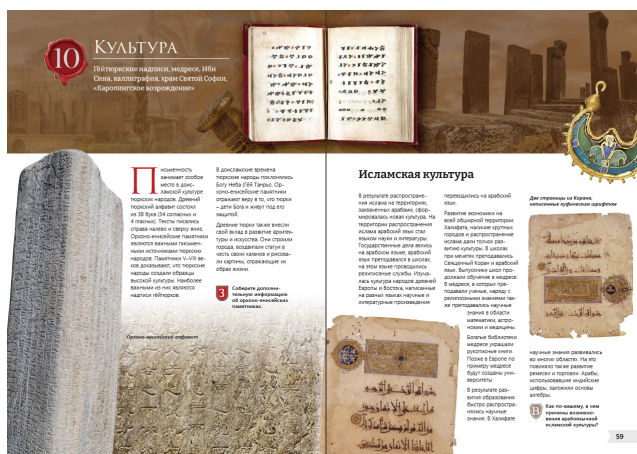 10
КУЛЬТУРА
Гёйтюркские надписи, медресе, Ибн
Сина, каллиграфия, храм Святой Софии,
«Каролингское возрождение»
Письменность
занимает особое
место в доис-
ламской культуре
тюркских народов. Древний
тюркский алфавит состоял
из 38 букв (34 согласных и
4 гласных). Тексты писались
справа налево и сверху вниз.
Орхоно-енисейские памятники
являются важными письмен-
ными источниками тюркских
народов. Памятники V–VIII ве-
ков доказывают, что тюркские
народы создали образцы
высокой культуры. Наиболее
важными из них являются
надписи гёйтюрков.
В доисламские времена
тюркские народы поклонялись
Богу Неба (Гёй Танры). Ор-
хоно-енисейские памятники
отражают веру в то, что тюрки
– дети Бога и живут под его
защитой.
Древние тюрки также внесли
свой вклад в развитие архитек-
туры и искусства. Они строили
города, воздвигали статуи в
честь своих каганов и рисова-
ли картины, отражающие их
образ жизни.
З
Соберите дополни-
тельную информацию
об орхоно-енисейских
памятниках.
Орхоно-енисейский алфавит
Исламская культура
В результате распростране-
ния ислама на территориях,
захваченных арабами, сфор-
мировалась новая культура. На
территории распространения
ислама арабский язык стал
языком науки и литературы.
Государственные дела велись
на арабском языке, арабский
язык преподавался в школах,
на этом языке проводились
религиозные службы. Изуча-
лась культура народов древней
Европы и Востока, написанные
на разных языках научные и
литературные произведения
переводились на арабский
язык.
Развитие экономики на
всей обширной территории
Халифата, наличие крупных
городов и распространение
ислама дали толчок раз-
витию культуры. В школах
при мечетях преподавались
Священный Коран и арабский
язык. Выпускники школ про-
должали обучение в медресе.
В медресе, в которых пре-
подавали ученые, наряду с
религиозными знаниями так-
же преподавались научные
знания в области
математики, астро-
номии и медицины.
Богатые библиотеки
медресе украшали
рукописные книги.
Позже в Европе по
примеру медресе
будут созданы уни-
верситеты.
В результате раз-
вития образования
быстро распростра-
нялись научные
знания. В Халифате
Две страницы из Корана,
написанные куфическим шрифтом
научные знания развивались
во многих областях. На это
повлияло также развитие
ремесел и торговли. Арабы,
использовавшие индийские
цифры, заложили основы
алгебры.
В
Как по-вашему, в чем
причины возникно-
вения арабоязычной
исламской культуры?
59